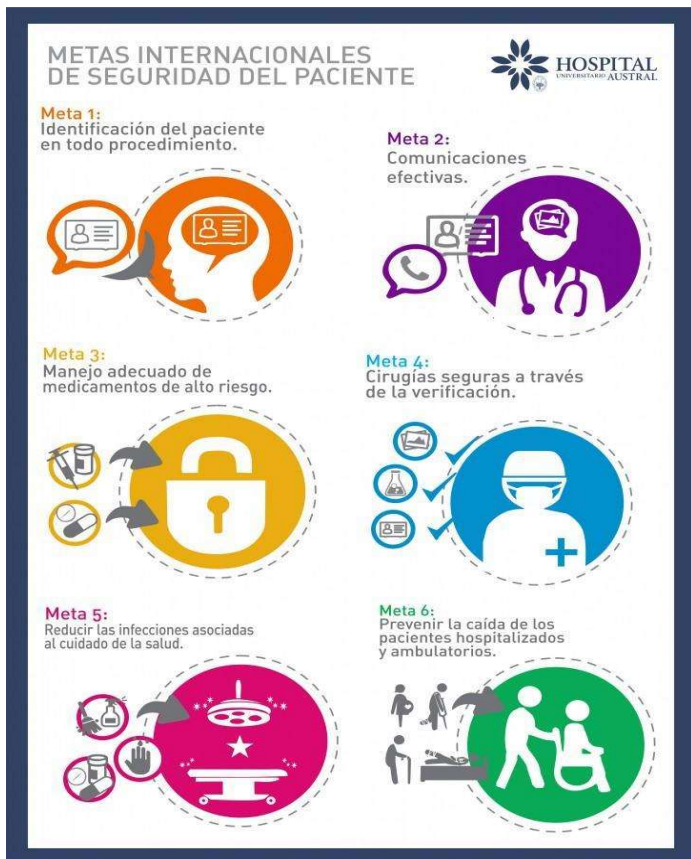 METAS INTERNACIONALES
DE SEGURIDAD DEL PACIENTE
HOSPITAL
UNIVERSITARIO AUSTRAL
Meta 1:
Identificación del paciente
en todo procedimiento.
Meta 2:
Comunicaciones
efectivas.
Meta 3:
Manejo adecuado de
medicamentos de alto riesgo.
Meta 4:
Cirugías seguras a través
de la verificación.
Meta 5:
Reducir las infecciones asociadas
al cuidado de la salud.
Meta 6:
Prevenir la caída de los
pacientes hospitalizados
y ambulatorios.